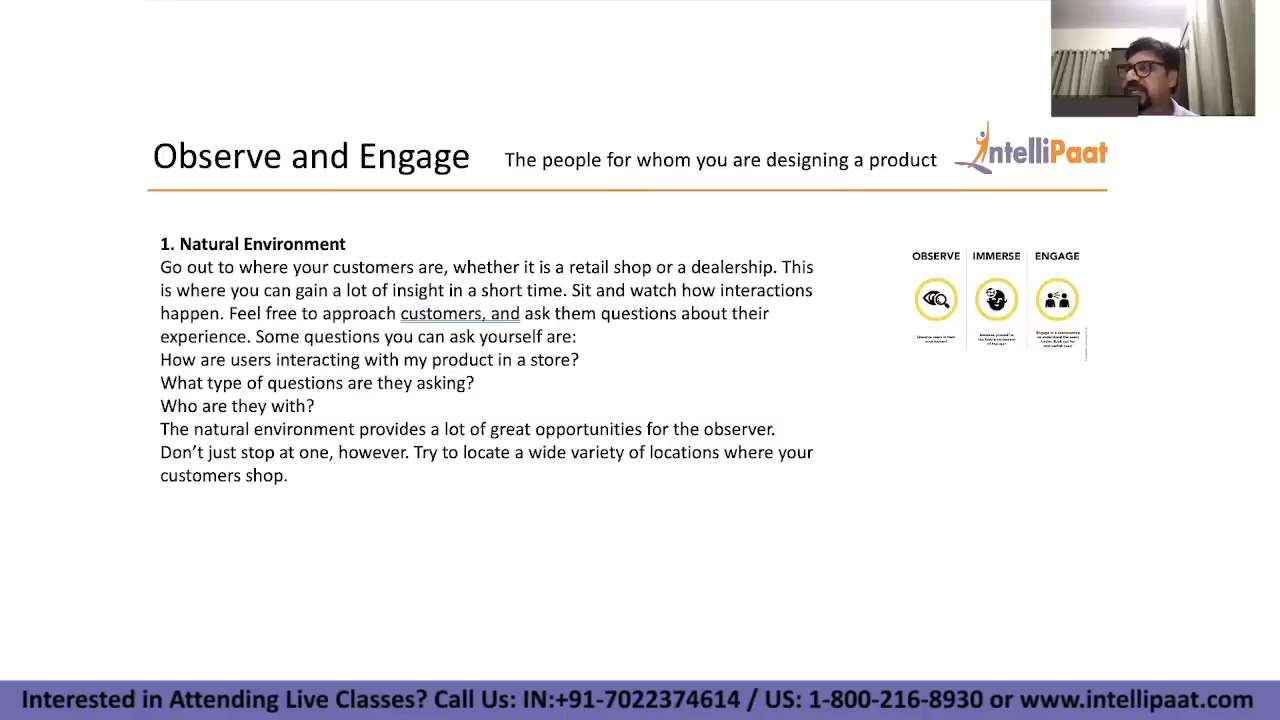 Observe and Engage
The people for whom you are designing a product
IntelliPaat
1. Natural Environment
Go out to where your customers are, whether it is a retail shop or a dealership. This
is where you can gain a lot of insight in a short time. Sit and watch how interactions
happen. Feel free to approach customers, and ask them questions about their
experience. Some questions you can ask yourself are:
How are users interacting with my product in a store?
What type of questions are they asking?
Who are they with?
The natural environment provides a lot of great opportunities for the observer.
Don’t just stop at one, however. Try to locate a wide variety of locations where your
customers shop.
OBSERVE
IMMERSE
ENGAGE
Interested in Attending Live Classes? Call Us: IN:+91-7022374614 / US: 1-800-216-8930 or www.intellipaat.com